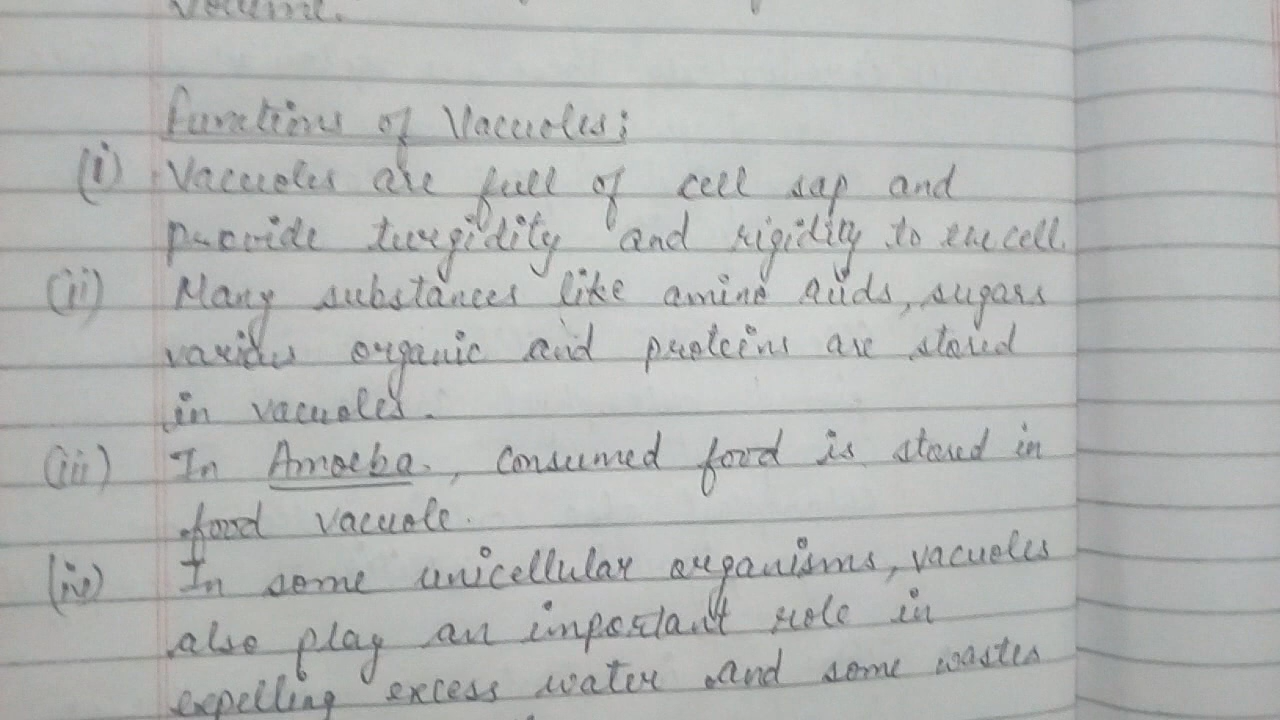 volume.
Functions of Vacuoles:
(i) Vacuoles are full of cell sap and
provide turgidity and rigidity to the cell.
(ii) Many substances like amino acids, sugars
various organic and proteins are stored
in vacuoles.
(iii) In Amoeba, consumed food is stored in
food vacuole.
(iv) In some unicellular organisms, vacuoles
also play an important role in
expelling excess water and some wastes